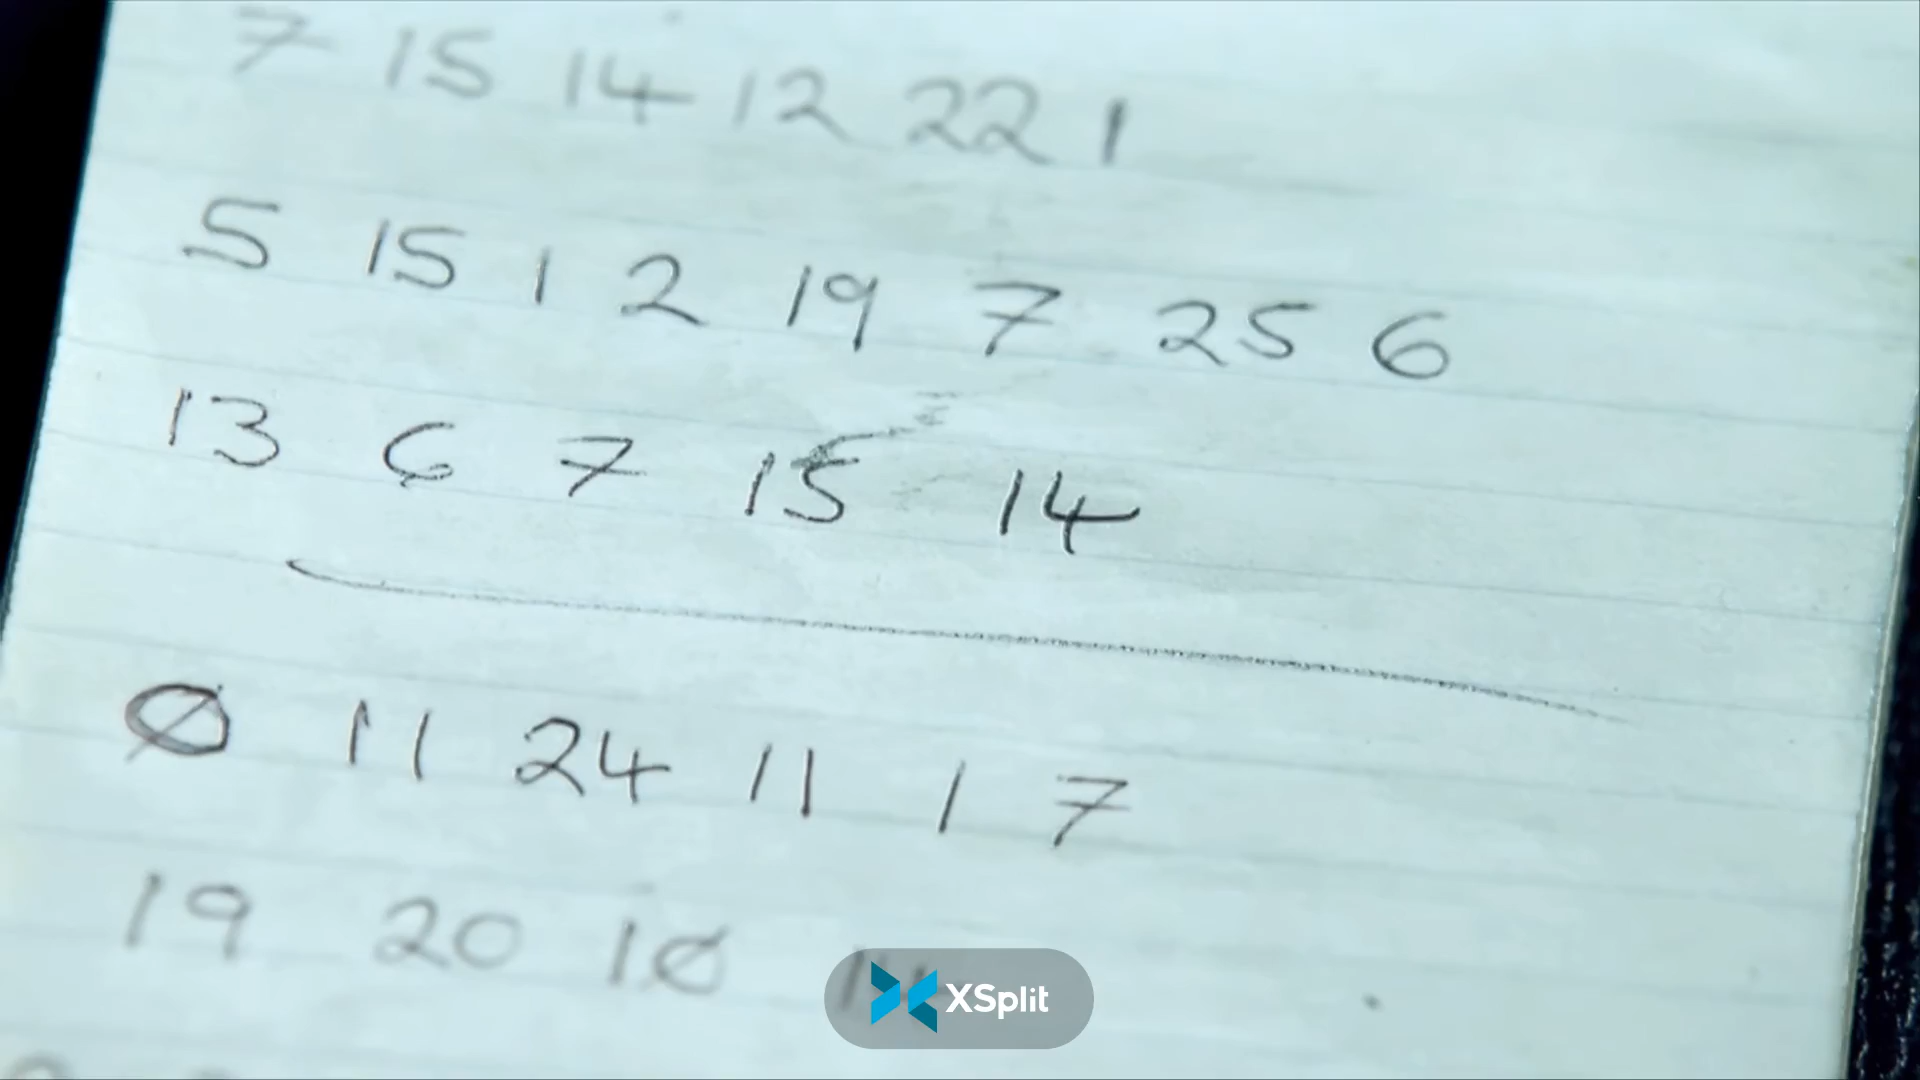 7 15 14 12 22 1
5 15 1 2 19 7 25 6
13 6 7 15 14
0 11 24 11 1 7
19 20 10
XSplit